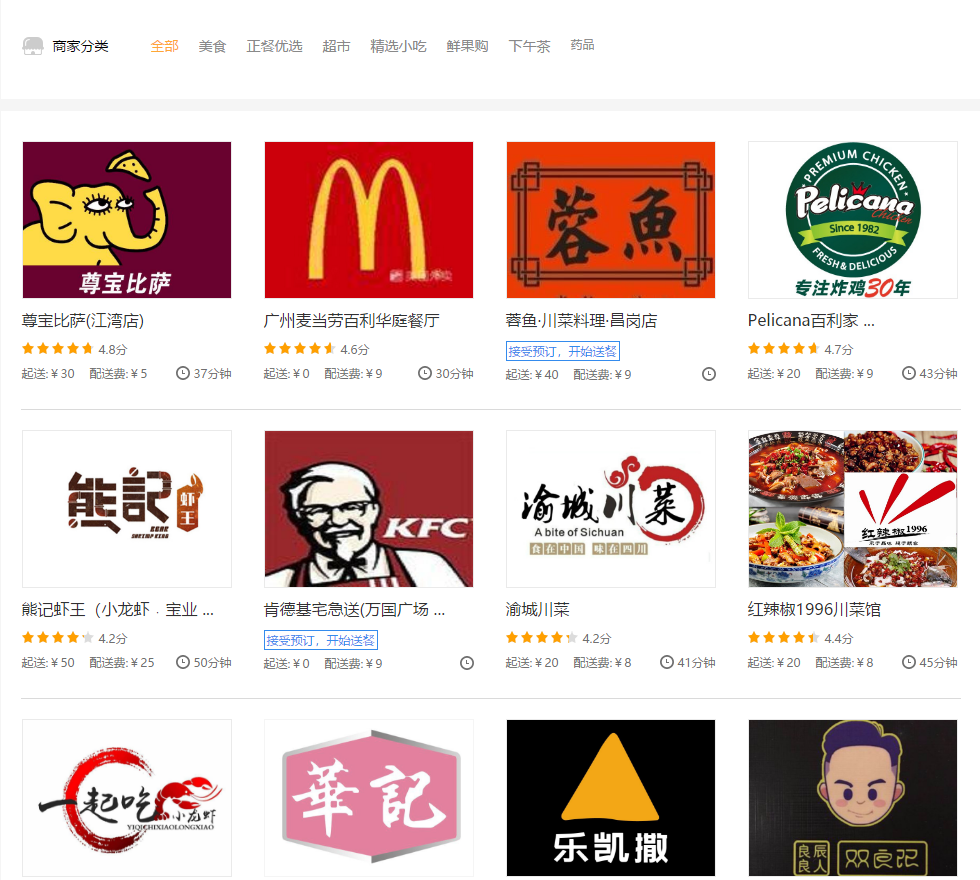 商家分类 全部 美食 正餐优选 超市 精选小吃 鲜果购 下午茶 药品
尊宝比萨
蓉魚
PREMIUM CHICKEN
Pelicana
Chicken
Since 1982
FRESH & DELICIOUS
专注炸鸡30年
尊宝比萨(江湾店) 广州麦当劳百利华庭餐厅 蓉鱼·川菜料理·昌岗店 Pelicana百利家 ...
4.8分 4.6分 接受预订，开始送餐 4.7分
起送:￥30 配送费:￥5 37分钟 起送:￥0 配送费:￥9 30分钟 起送:￥40 配送费:￥9 起送:￥20 配送费:￥9 43分钟
熊記
虾王
SHRIMP KING
KFC
渝城川菜
A bite of Sichuan
食在中国 味在四川
红辣椒1996
熊记虾王（小龙虾﹒宝业 ... 肯德基宅急送(万国广场 ... 渝城川菜 红辣椒1996川菜馆
4.2分 接受预订，开始送餐 4.2分 4.4分
起送:￥50 配送费:￥25 50分钟 起送:￥0 配送费:￥9 起送:￥20 配送费:￥8 41分钟 起送:￥20 配送费:￥8 45分钟
一起吃小龙虾
YIQICHIXIAOLONGXIAO
華記
乐凯撒
良辰
良人
双良记